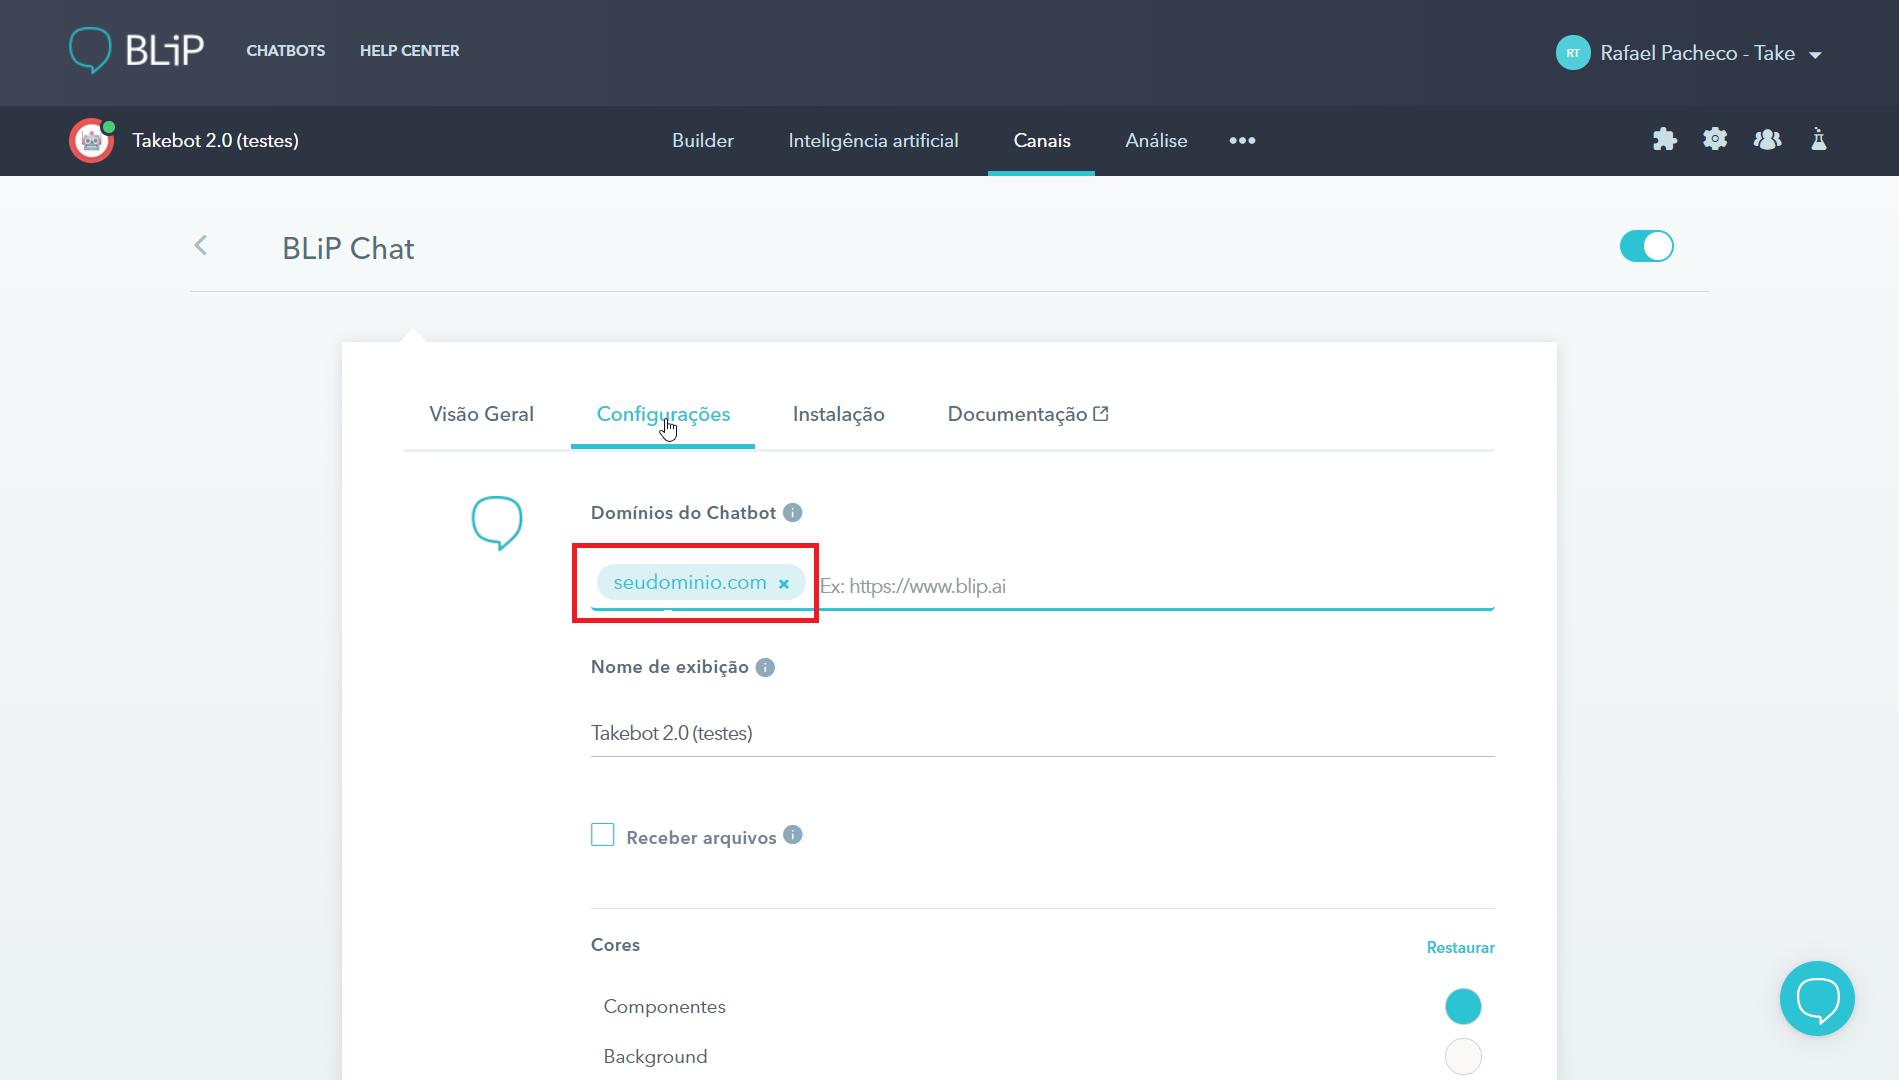 BLiP CHATBOTS HELP CENTER RT Rafael Pacheco - Take
Takebot 2.0 (testes) Builder Inteligência artificial Canais Análise
BLiP Chat
Visão Geral Configurações Instalação Documentação
Domínios do Chatbot
seudominio.com × Ex: https://www.blip.ai
Nome de exibição
Takebot 2.0 (testes)
Receber arquivos
Cores Restaurar
Componentes
Background